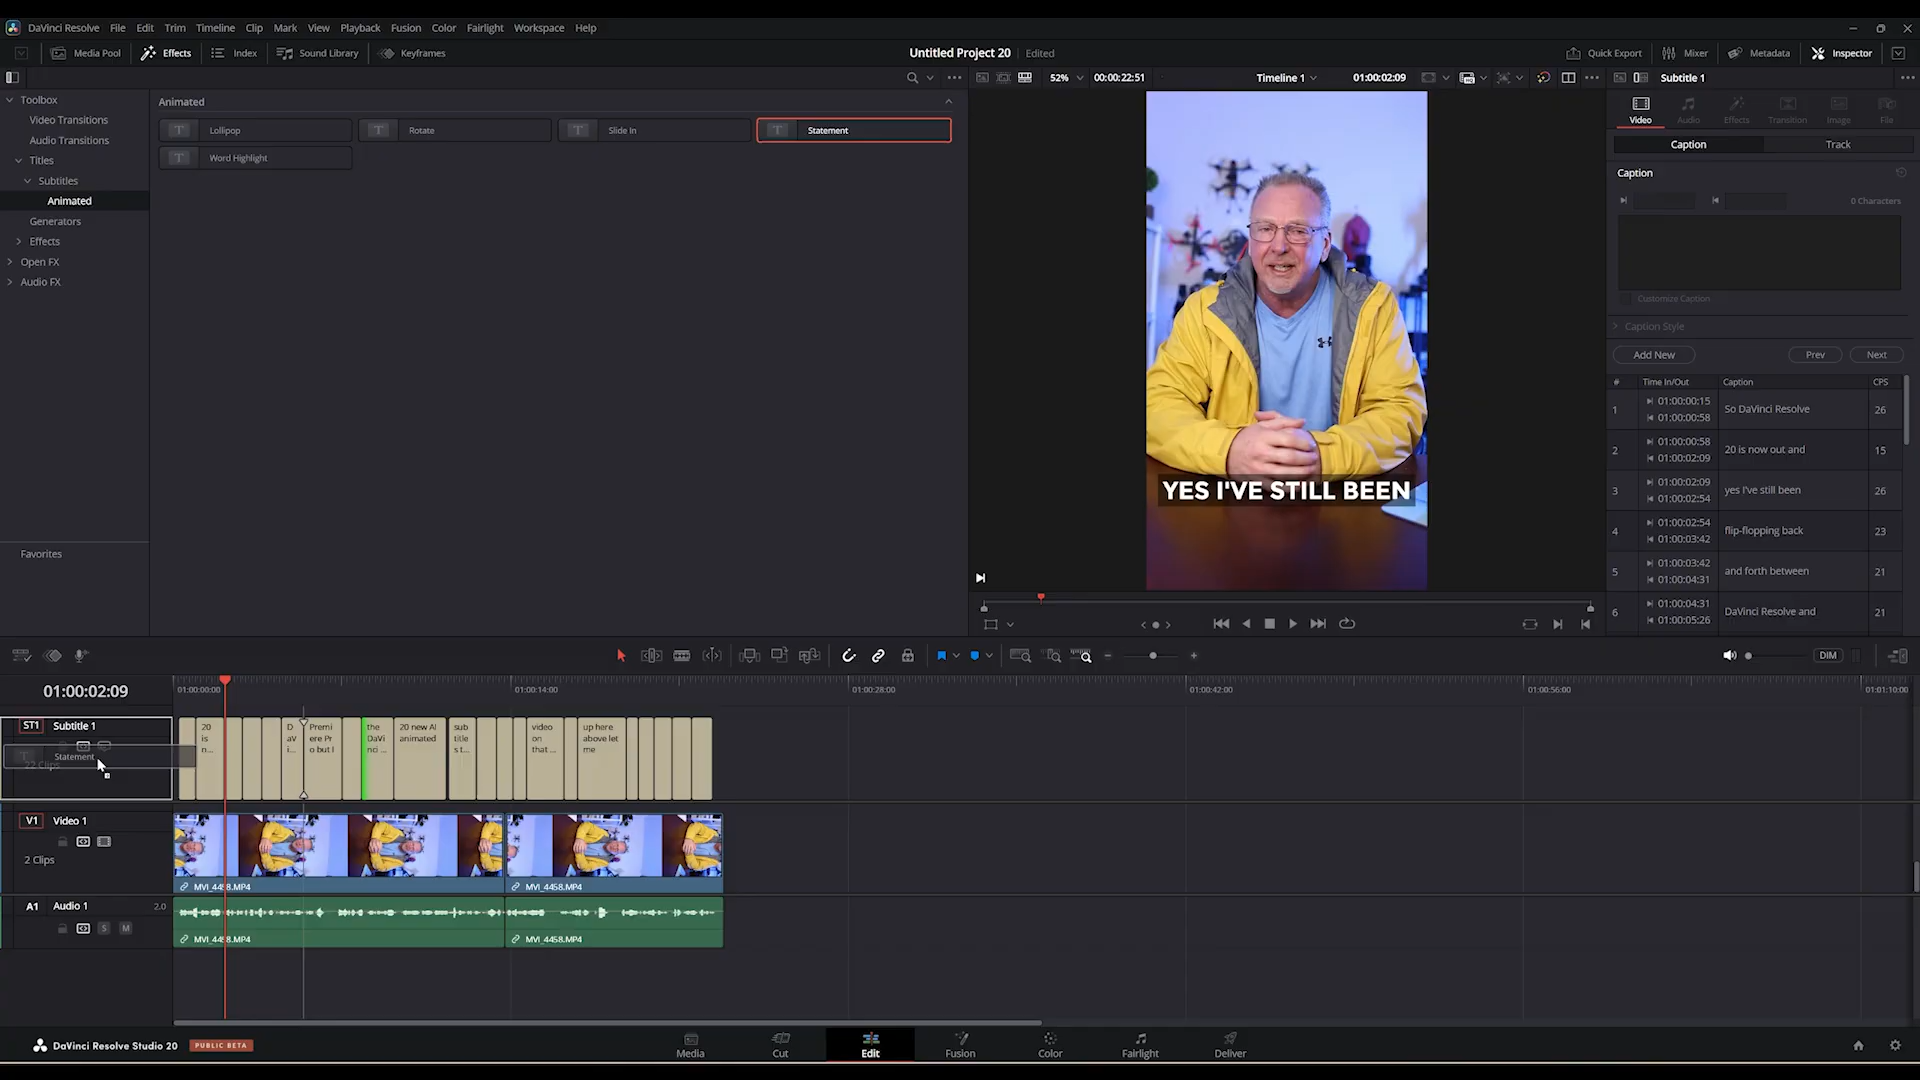 DaVinci Resolve File Edit Trim Timeline Clip Mark View Playback Fusion Color Fairlight Workspace Help
Media Pool Effects Index Sound Library Keyframes Untitled Project 20 Edited Quick Export Mixer Metadata Inspector
52% 00:00:22:51 Timeline 1 01:00:02:09 Subtitle 1
Toolbox
Video Transitions
Audio Transitions
Titles
Subtitles
Animated
Generators
Effects
Open FX
Audio FX
Favorites
Animated
T Lollipop T Rotate T Slide In T Statement
T Word Highlight
YES I'VE STILL BEEN
Video Audio Effects Transition Image File
Caption Track
Caption
0 Characters
Customize Caption
Caption Style
Add New Prev Next
# Time In/Out Caption CPS
1 01:00:00:15 01:00:00:58 So DaVinci Resolve 26
2 01:00:00:58 01:00:02:09 20 is now out and 15
3 01:00:02:09 01:00:02:54 yes I've still been 26
4 01:00:02:54 01:00:03:42 flip-flopping back 23
5 01:00:03:42 01:00:04:31 and forth between 21
6 01:00:04:31 01:00:05:26 DaVinci Resolve and 21
DIM
01:00:02:09 01:00:00:00 01:00:14:00 01:00:28:00 01:00:42:00 01:00:56:00 01:01:10:00
ST1 Subtitle 1
T Statement
22 Clips
20 is n...
D aV i...
Premi ere Pr o but I
the DaVi nci ...
20 new AI animated
sub title s t...
video on that ...
up here above let me
V1 Video 1
2 Clips
MVI_4458.MP4 MVI_4458.MP4
A1 Audio 1 2.0
S M
MVI_4458.MP4 MVI_4458.MP4
DaVinci Resolve Studio 20 PUBLIC BETA
Media Cut Edit Fusion Color Fairlight Deliver